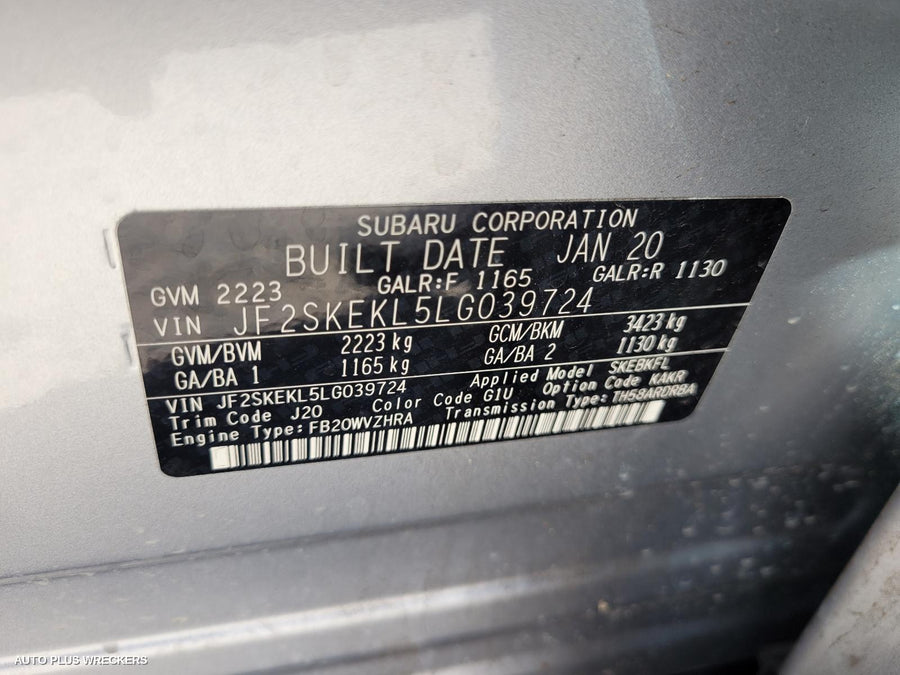 SUBARU CORPORATION
BUILT DATE JAN 20
GVM 2223 GALR:F 1165 GALR:R 1130
VIN JF2SKEKL5LG039724
GVM/BVM 2223 kg GCM/BKM 3423 kg
GA/BA 1 1165 kg GA/BA 2 1130 kg
VIN JF2SKEKL5LG039724 Applied Model SKEBKFL
Trim Code J20 Color Code G1U Option Code KAKR
Engine Type: FB20WVZHRA Transmission Type:
AUTO PLUS WRECKERS